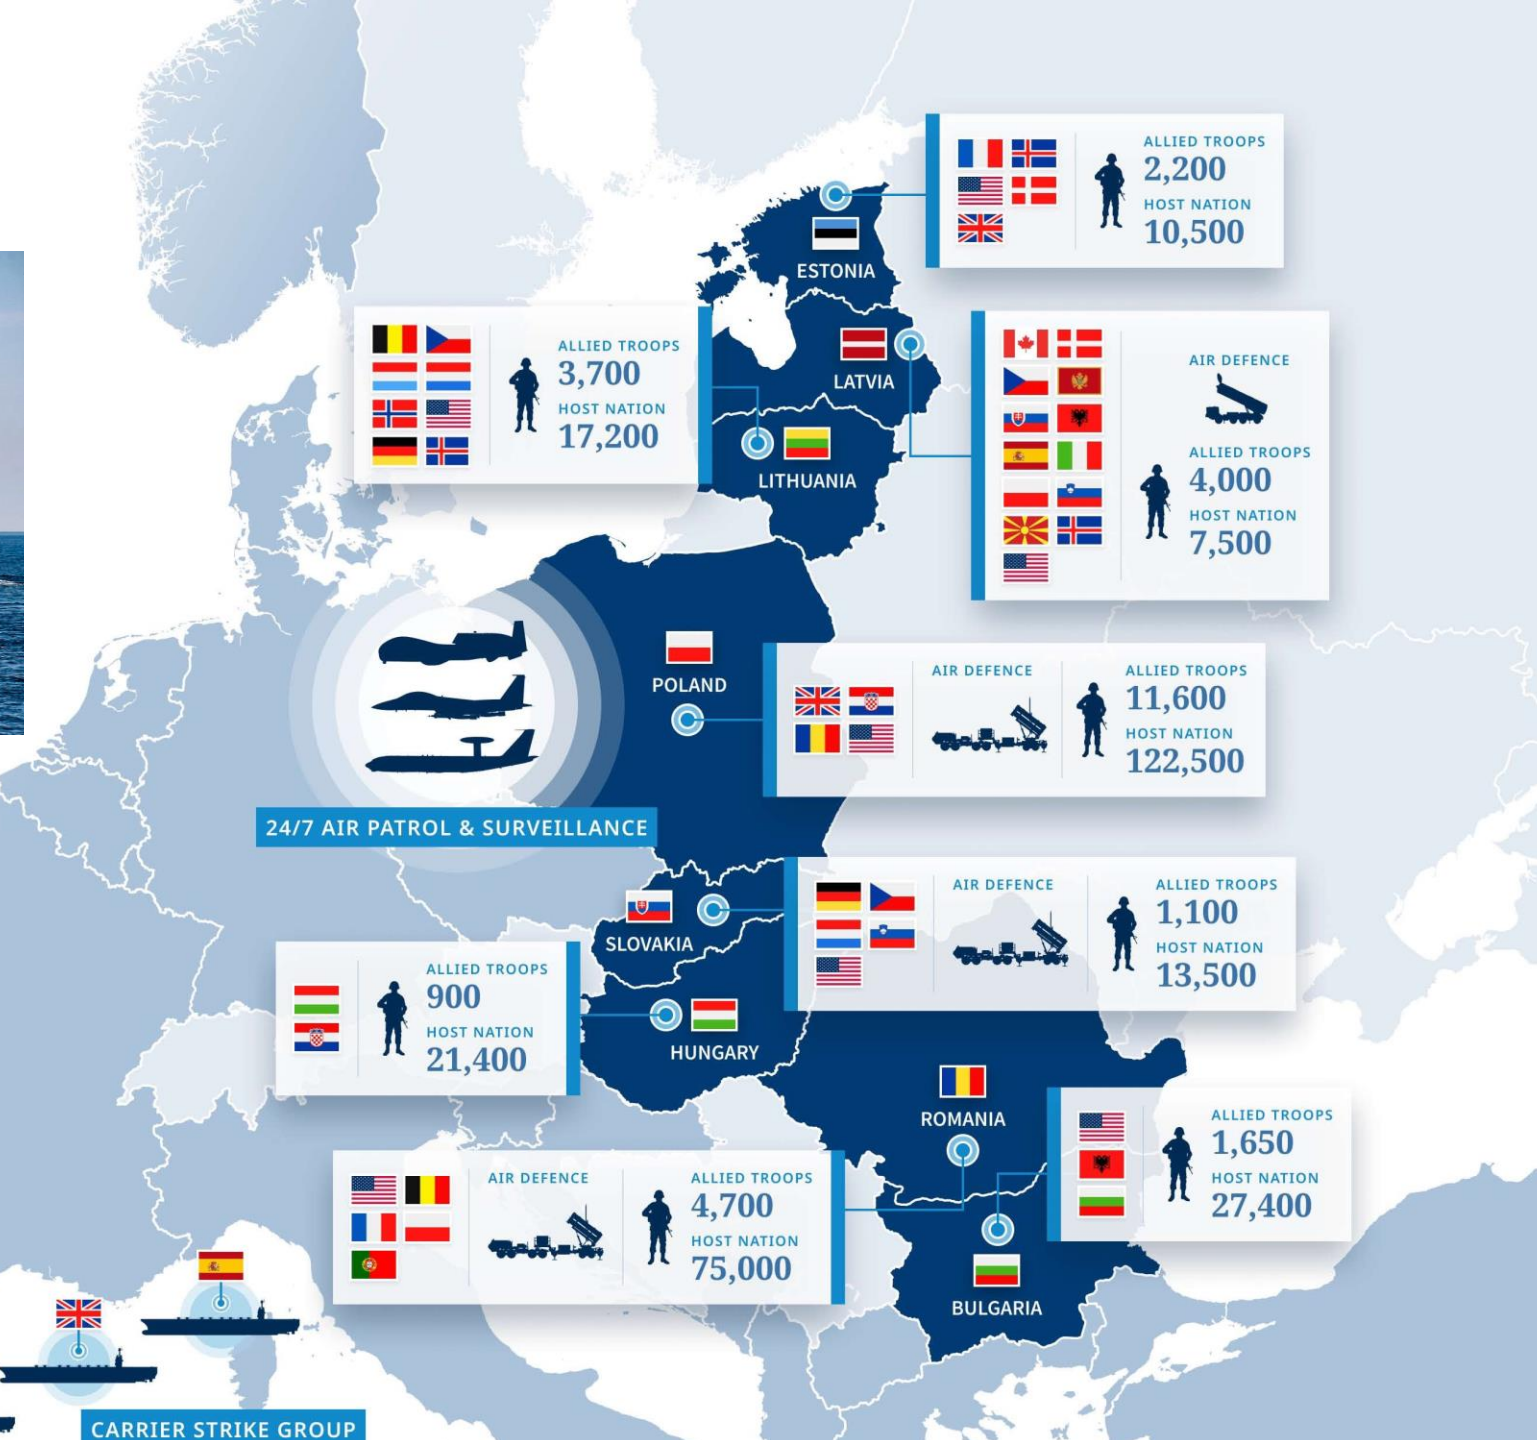 ALLIED TROOPS
2,200
HOST NATION
10,500
ESTONIA
ALLIED TROOPS
3,700
HOST NATION
17,200
LATVIA
AIR DEFENCE
ALLIED TROOPS
4,000
HOST NATION
7,500
LITHUANIA
POLAND
AIR DEFENCE
ALLIED TROOPS
11,600
HOST NATION
122,500
24/7 AIR PATROL & SURVEILLANCE
SLOVAKIA
AIR DEFENCE
ALLIED TROOPS
1,100
HOST NATION
13,500
ALLIED TROOPS
900
HOST NATION
21,400
HUNGARY
ROMANIA
ALLIED TROOPS
1,650
HOST NATION
27,400
AIR DEFENCE
ALLIED TROOPS
4,700
HOST NATION
75,000
BULGARIA
CARRIER STRIKE GROUP